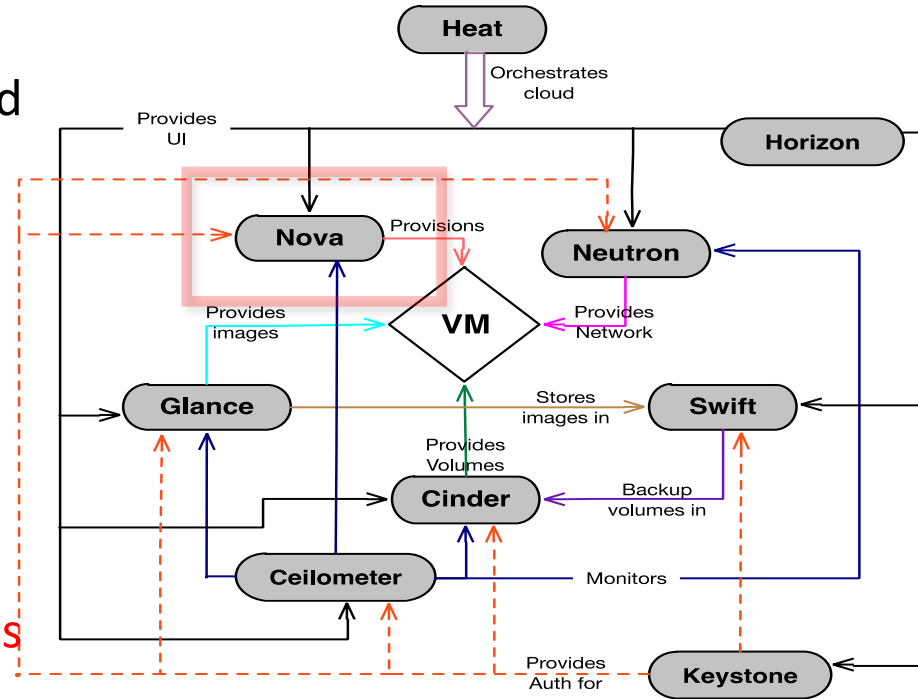 Heat
Orchestrates
cloud
d
Provides
UI
Horizon
Nova
Provisions
Neutron
Provides
images
VM
Provides
Network
Glance
Stores
images in
Swift
Provides
Volumes
Cinder
Backup
volumes in
Ceilometer
Monitors
s
Provides
Auth for
Keystone